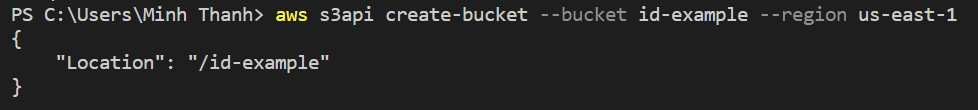 PS C:\Users\Minh Thanh> aws s3api create-bucket --bucket id-example --region us-east-1
{
    "Location": "/id-example"
}